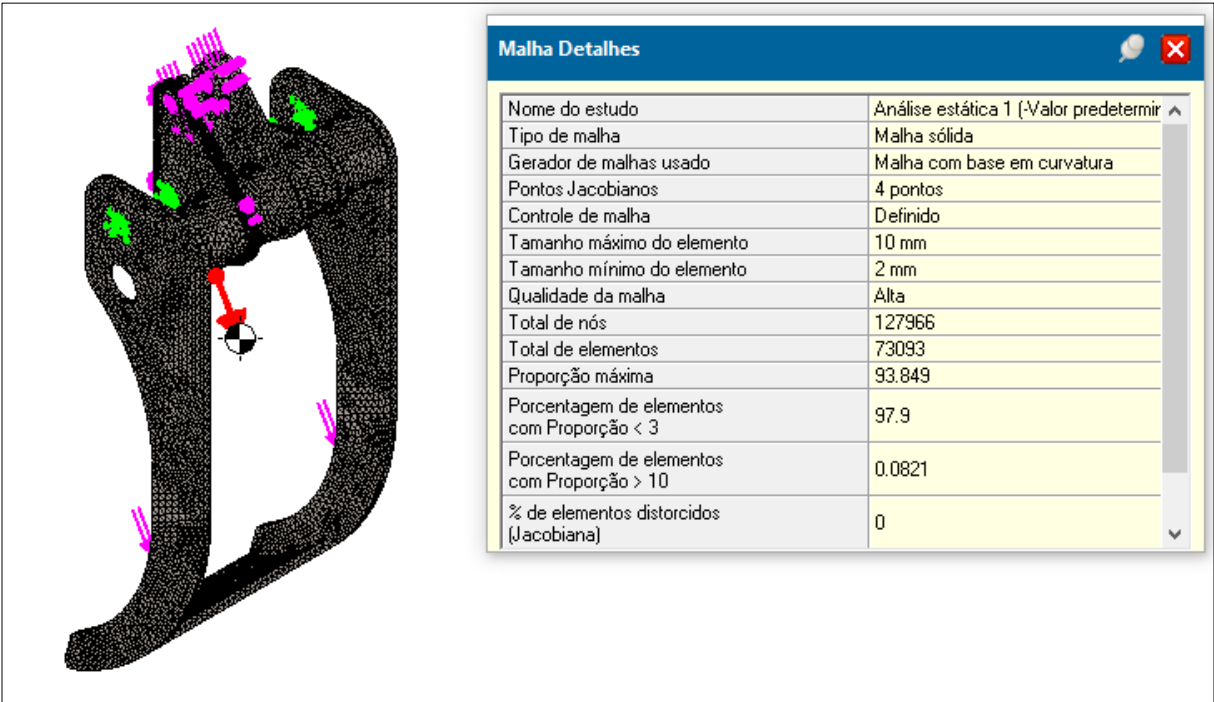 Malha Detalhes
Nome do estudo Análise estática 1 (-Valor predetermir
Tipo de malha Malha sólida
Gerador de malhas usado Malha com base em curvatura
Pontos Jacobianos 4 pontos
Controle de malha Definido
Tamanho máximo do elemento 10 mm
Tamanho mínimo do elemento 2 mm
Qualidade da malha Alta
Total de nós 127966
Total de elementos 73093
Proporção máxima 93.849
Porcentagem de elementos
com Proporção < 3 97.9
Porcentagem de elementos
com Proporção > 10 0.0821
% de elementos distorcidos
(Jacobiana) 0